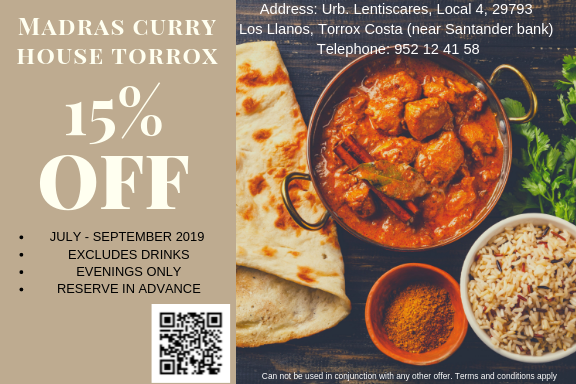 MADRAS CURRY
HOUSE TORROX
15%
OFF
• JULY - SEPTEMBER 2019
• EXCLUDES DRINKS
• EVENINGS ONLY
• RESERVE IN ADVANCE
Address: Urb. Lentiscares, Local 4, 29793
Los Llanos, Torrox Costa (near Santander bank)
Telephone: 952 12 41 58
Can not be used in conjunction with any other offer. Terms and conditions apply